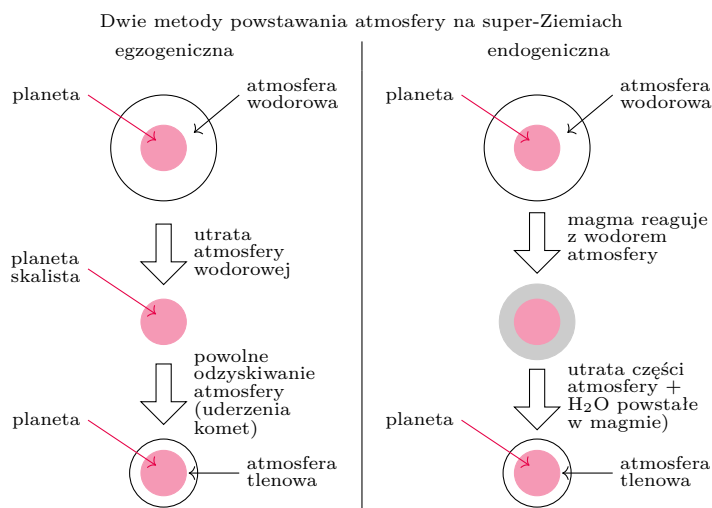 Dwie metody powstawania atmosfery na super-Ziemiach
egzogeniczna
planeta
atmosfera
wodorowa
utrata
atmosfery
wodorowej
planeta
skalista
powolne
odzyskiwanie
atmosfery
(uderzenia
komet)
planeta
atmosfera
tlenowa
endogeniczna
planeta
atmosfera
wodorowa
magma reaguje
z wodorem
atmosfery
utrata części
atmosfery +
H₂O powstałe
w magmie)
planeta
atmosfera
tlenowa